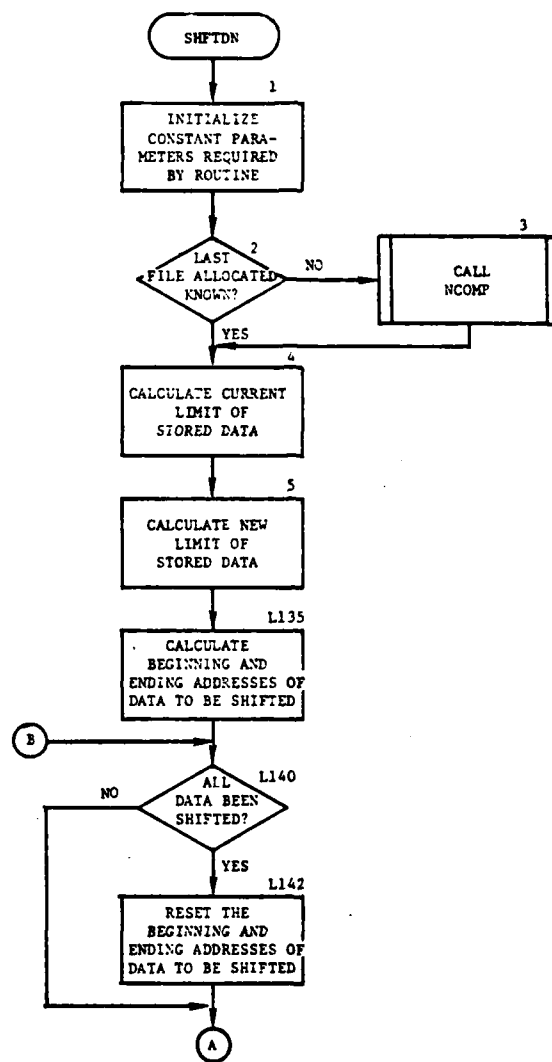 SHFTDN
1
INITIALIZE
CONSTANT PARA-
METERS REQUIRED
BY ROUTINE
2
LAST
FILE ALLOCATED
KNOWN?
NO
3
CALL
NCOMP
YES
4
CALCULATE CURRENT
LIMIT OF
STORED DATA
5
CALCULATE NEW
LIMIT OF
STORED DATA
L135
CALCULATE
BEGINNING AND
ENDING ADDRESSES OF
DATA TO BE SHIFTED
B
L140
ALL
DATA BEEN
SHIFTED?
NO
YES
L142
RESET THE
BEGINNING AND
ENDING ADDRESSES OF
DATA TO BE SHIFTED
A